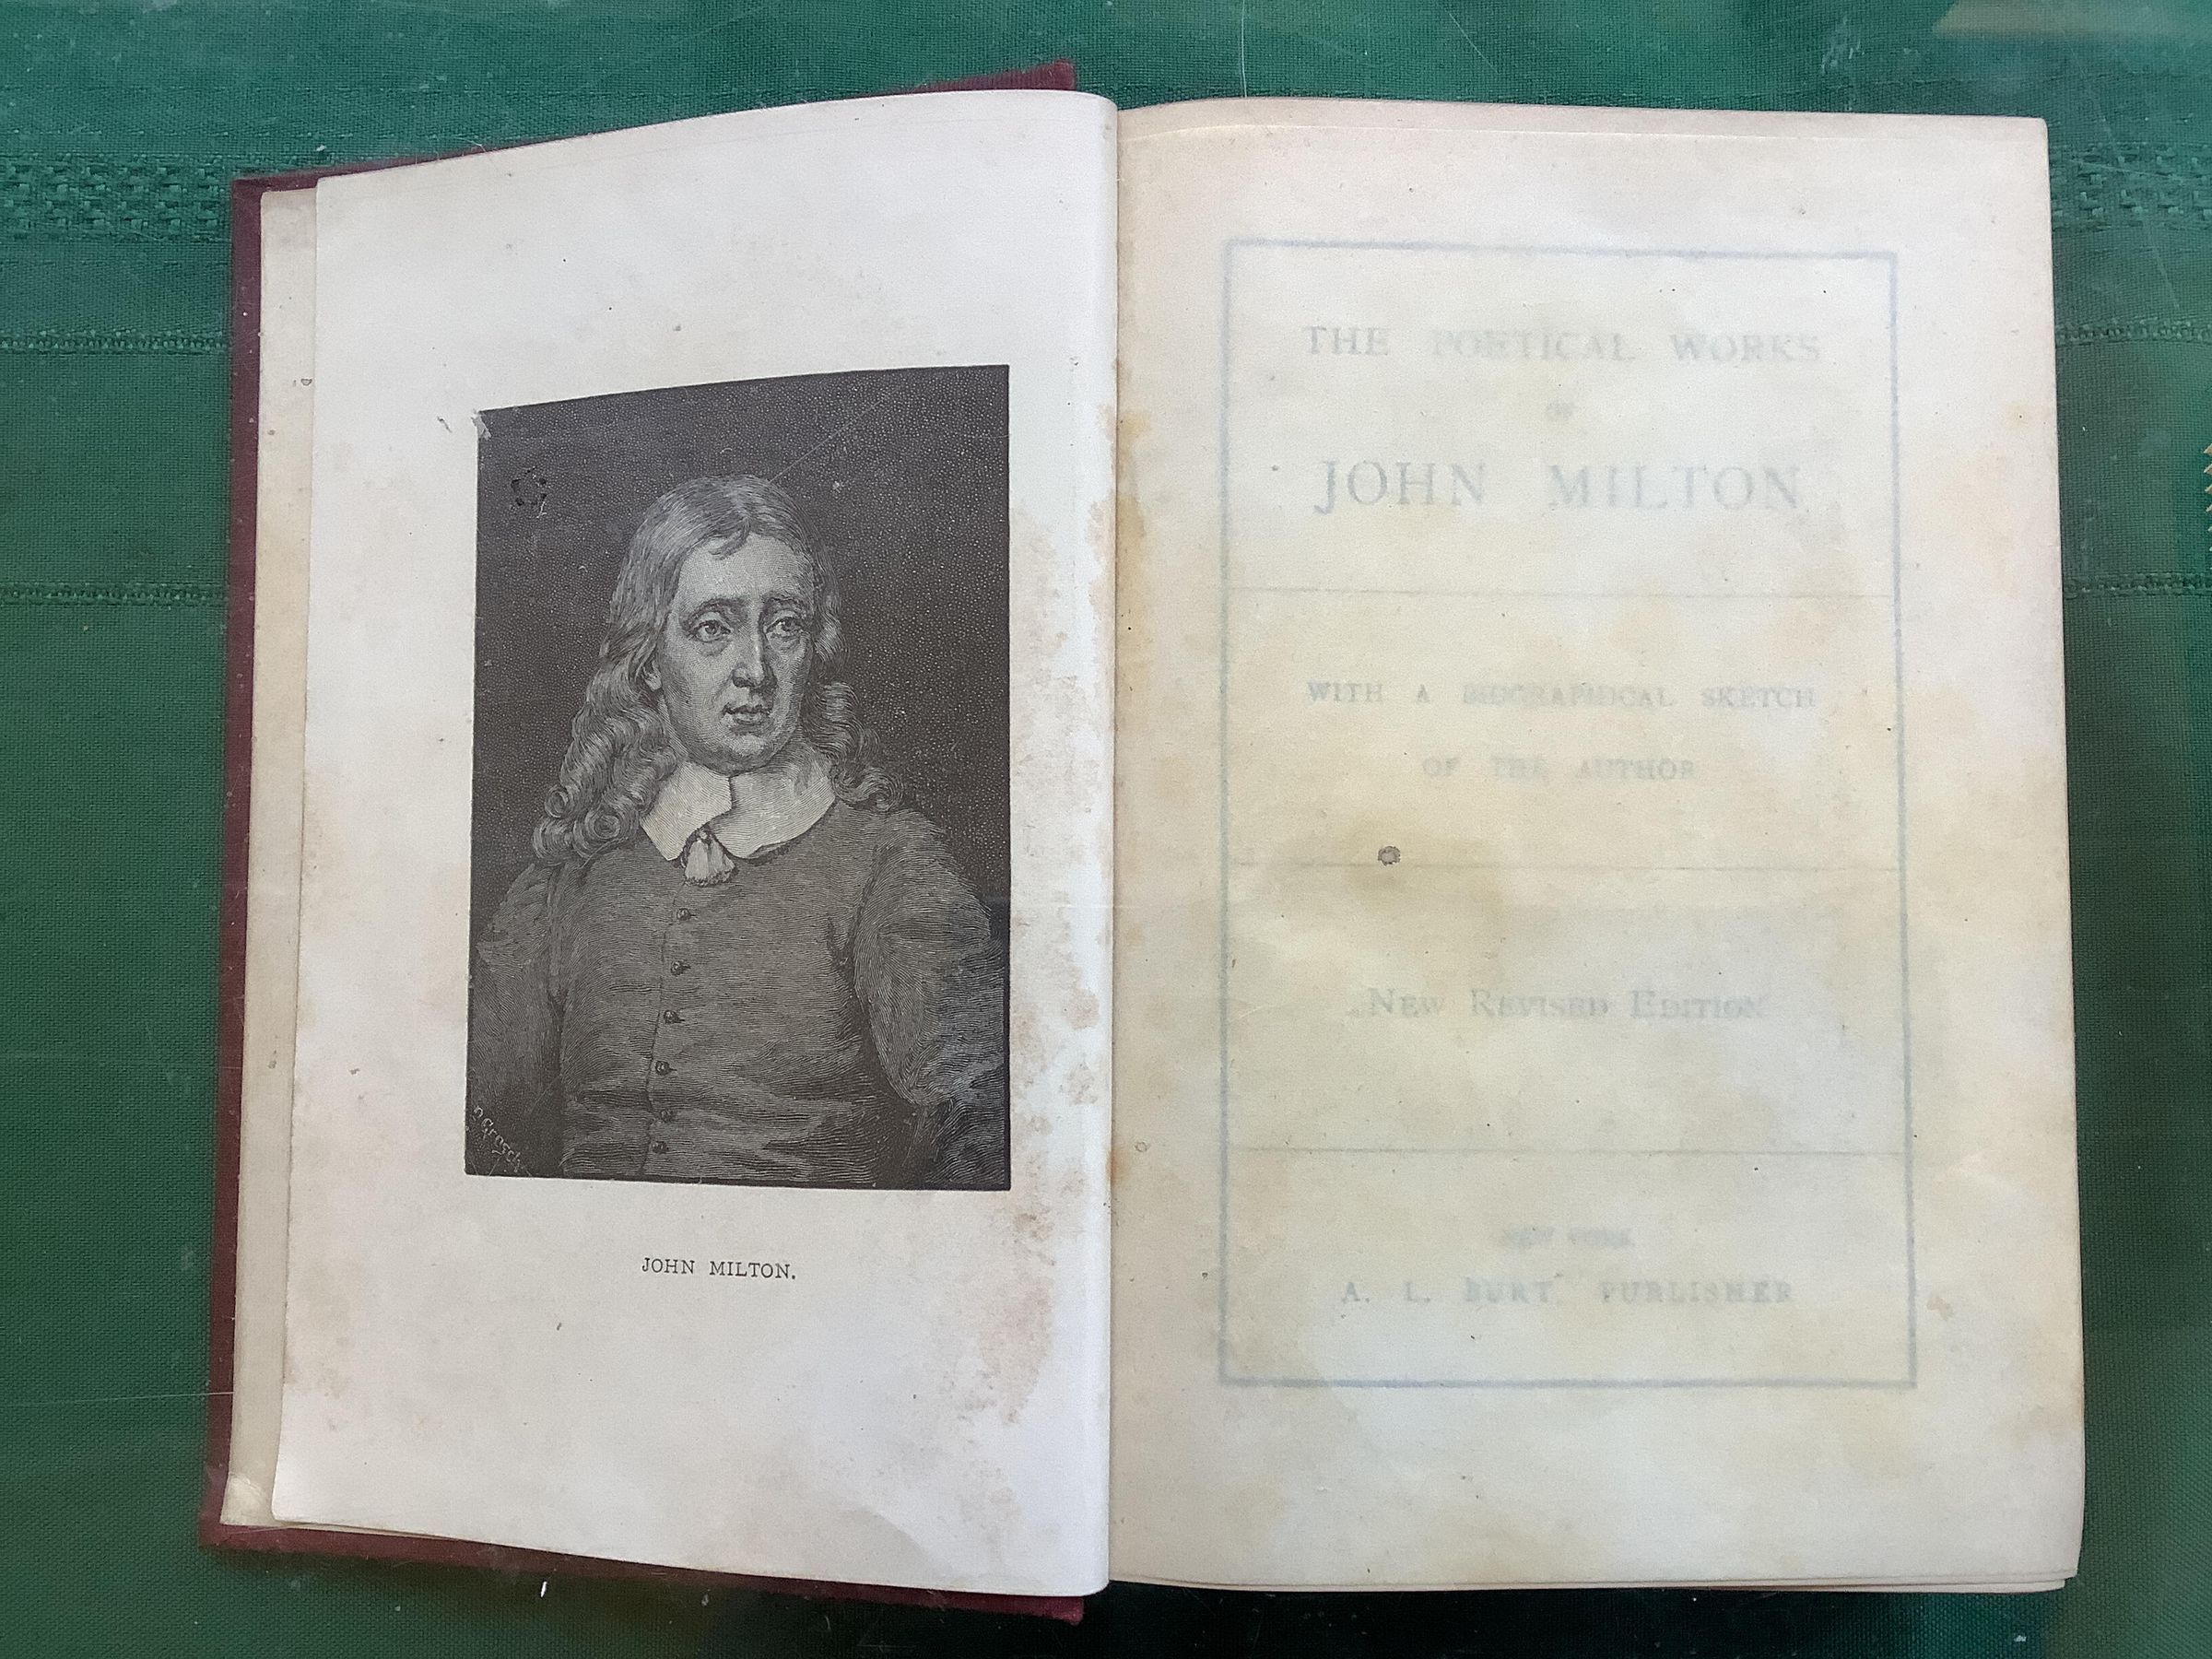 JOHN MILTON.
THE POETICAL WORKS
OF
JOHN MILTON
WITH A BIOGRAPHICAL SKETCH
OF THE AUTHOR
NEW REVISED EDITION
NEW YORK
A. L. BURT PUBLISHER